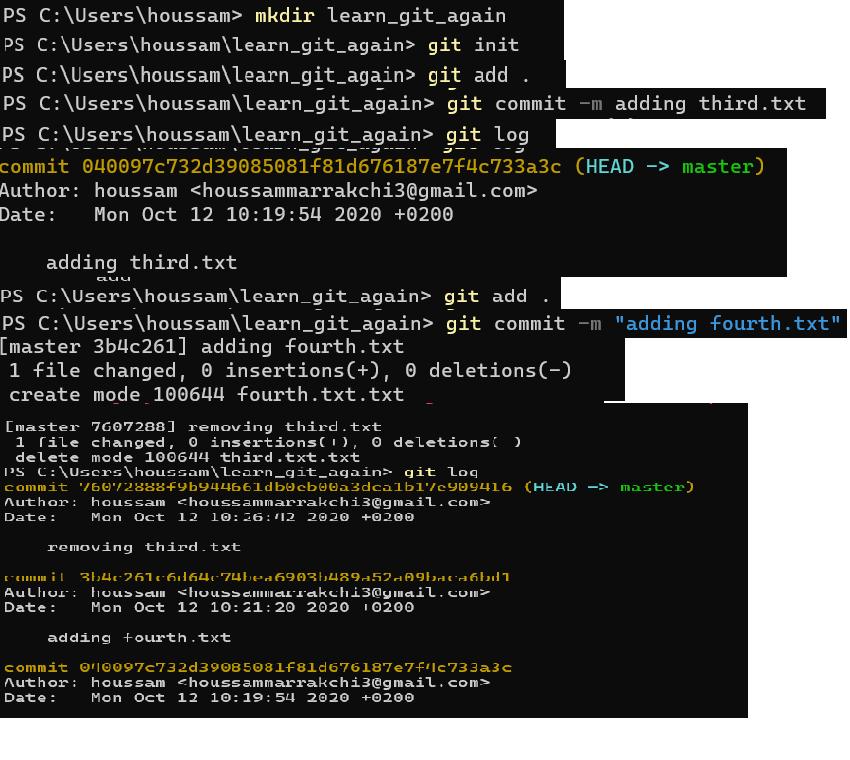 PS C:\Users\houssam> mkdir learn_git_again
PS C:\Users\houssam\learn_git_again> git init
PS C:\Users\houssam\learn_git_again> git add .
PS C:\Users\houssam\learn_git_again> git commit -m adding third.txt
PS C:\Users\houssam\learn_git_again> git log
commit 040097c732d39085081f81d676187e7f4c733a3c (HEAD -> master)
Author: houssam <houssammarrakchi3@gmail.com>
Date:   Mon Oct 12 10:19:54 2020 +0200
    adding third.txt
PS C:\Users\houssam\learn_git_again> git add .
PS C:\Users\houssam\learn_git_again> git commit -m "adding fourth.txt"
[master 3b4c261] adding fourth.txt
 1 file changed, 0 insertions(+), 0 deletions(-)
 create mode 100644 fourth.txt.txt
[master 7607288] removing third.txt
 1 file changed, 0 insertions(+), 0 deletions( )
 delete mode 100644 third.txt.txt
PS C:\Users\houssam\learn_git_again> git log
commit 76072888f9b944661db0eb00a3dca1b17e909416 (HEAD -> master)
Author: houssam <houssammarrakchi3@gmail.com>
Date:   Mon Oct 12 10:26:42 2020 +0200
    removing third.txt
commit 3b4c261c6d64c74bea6903b489a52a09baca6bd1
Author: houssam <houssammarrakchi3@gmail.com>
Date:   Mon Oct 12 10:21:20 2020 +0200
    adding fourth.txt
commit 040097c732d39085081f81d676187e7f4c733a3c
Author: houssam <houssammarrakchi3@gmail.com>
Date:   Mon Oct 12 10:19:54 2020 +0200